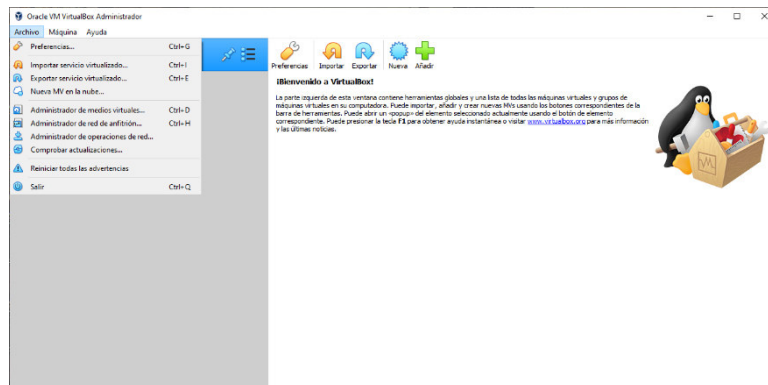 Oracle VM VirtualBox Administrador
Archivo Máquina Ayuda
Preferencias... Ctrl+G
Importar servicio virtualizado... Ctrl+I
Exportar servicio virtualizado... Ctrl+E
Nueva MV en la nube...
Administrador de medios virtuales... Ctrl+D
Administrador de red de anfitrión... Ctrl+H
Administrador de operaciones de red...
Comprobar actualizaciones...
Reiniciar todas las advertencias
Salir Ctrl+Q
Preferencias Importar Exportar Nueva Añadir
¡Bienvenido a VirtualBox!
La parte izquierda de esta ventana contiene herramientas globales y una lista de todas las máquinas virtuales y grupos de
máquinas virtuales en su computadora. Puede importar, añadir y crear nuevas MVs usando los botones correspondientes de la
barra de herramientas. Puede abrir un «popup» del elemento seleccionado actualmente usando el botón de elemento
correspondiente. Puede presionar la tecla F1 para obtener ayuda instantánea o visitar www.virtualbox.org para más información
y las últimas noticias.
VM